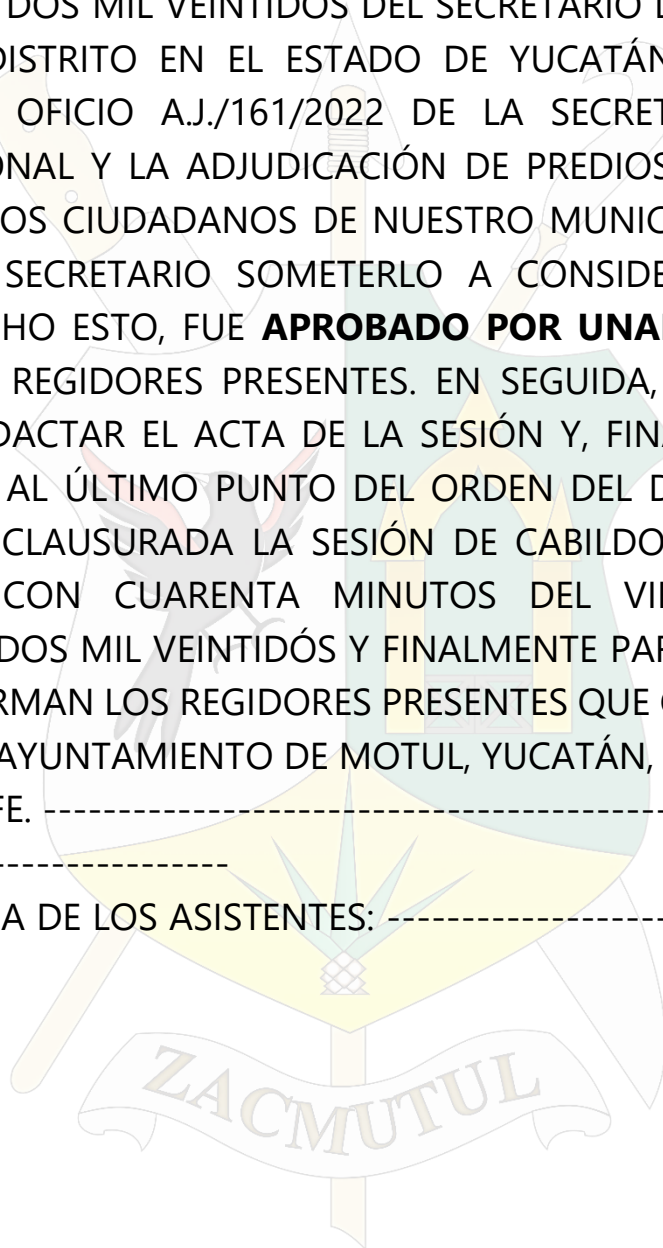 DOS MIL VEINTIDOS DEL SECRETARIO
DISTRITO EN EL ESTADO DE YUCATÁN
OFICIO A.J./161/2022 DE LA SECRET
ONAL Y LA ADJUDICACIÓN DE PREDIOS
OS CIUDADANOS DE NUESTRO MUNIC
SECRETARIO SOMETERLO A CONSIDE
HO ESTO, FUE APROBADO POR UNA
REGIDORES PRESENTES. EN SEGUIDA,
DACTAR EL ACTA DE LA SESIÓN Y, FINA
AL ÚLTIMO PUNTO DEL ORDEN DEL D
CLAUSURADA LA SESIÓN DE CABILDO
CON CUARENTA MINUTOS DEL VI
DOS MIL VEINTIDÓS Y FINALMENTE PAR
RMAN LOS REGIDORES PRESENTES QUE
AYUNTAMIENTO DE MOTUL, YUCATÁN,
FE. ----------------------------------------
----------------
A DE LOS ASISTENTES: -------------------
ZACMUTUL